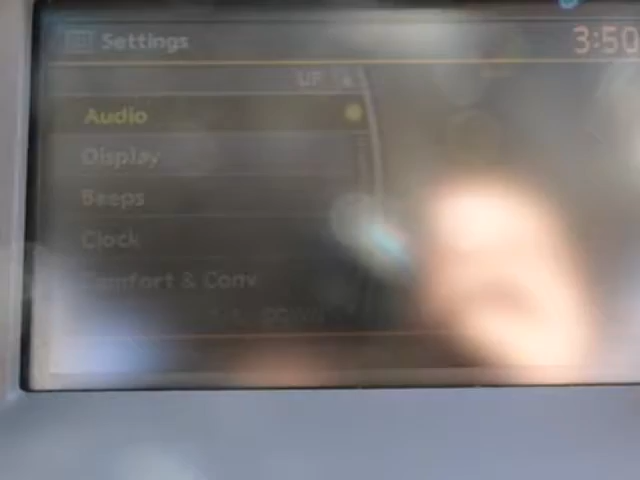 Settings
3:50
UP
Audio
Display
Beeps
Clock
Comfort & Conv
DOWN